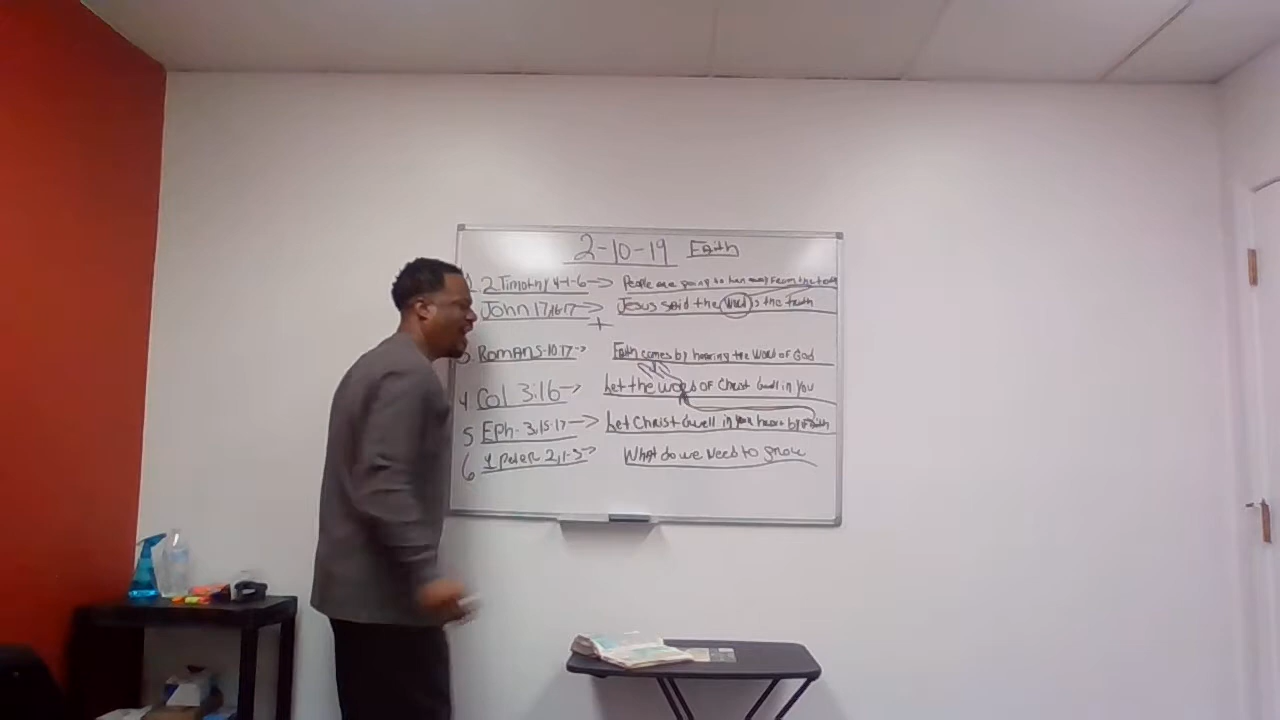 2-10-19 Faith
2 Timothy 4-1-6 → People are going to turn away From the truth
John 17,16-17 → Jesus said the word is the truth
+
Romans-10:17 → Faith comes by hearing the Word of God
4 Col 3:16 → Let the word of Christ dwell in you
5 Eph- 3,15-17 → Let Christ dwell in your heart by Faith
6 1 Peter 2,1-3 → What do we Need to grow